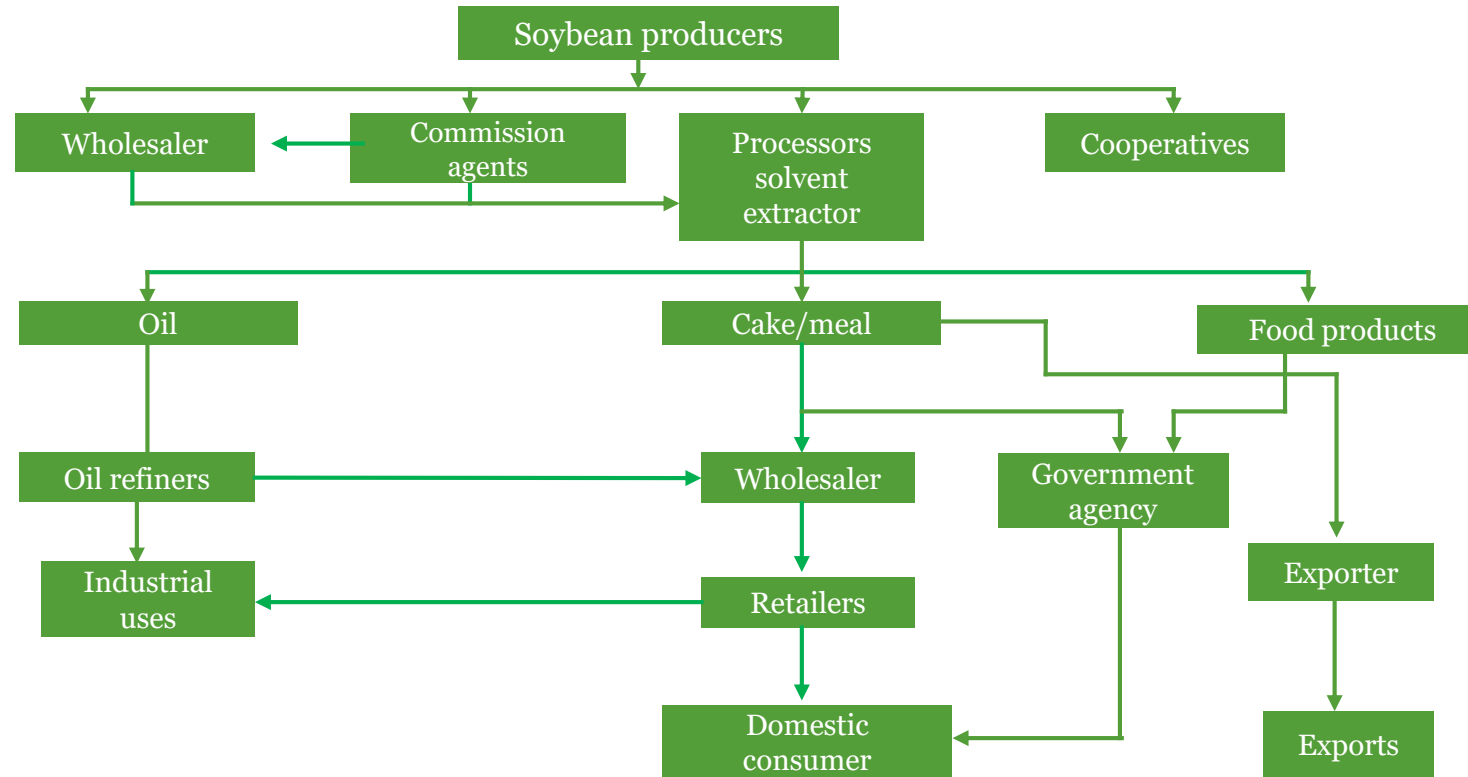 Soybean producers
Wholesaler
Commission
agents
Processors
solvent
extractor
Cooperatives
Oil
Cake/meal
Food products
Oil refiners
Wholesaler
Government
agency
Industrial
uses
Retailers
Exporter
Domestic
consumer
Exports